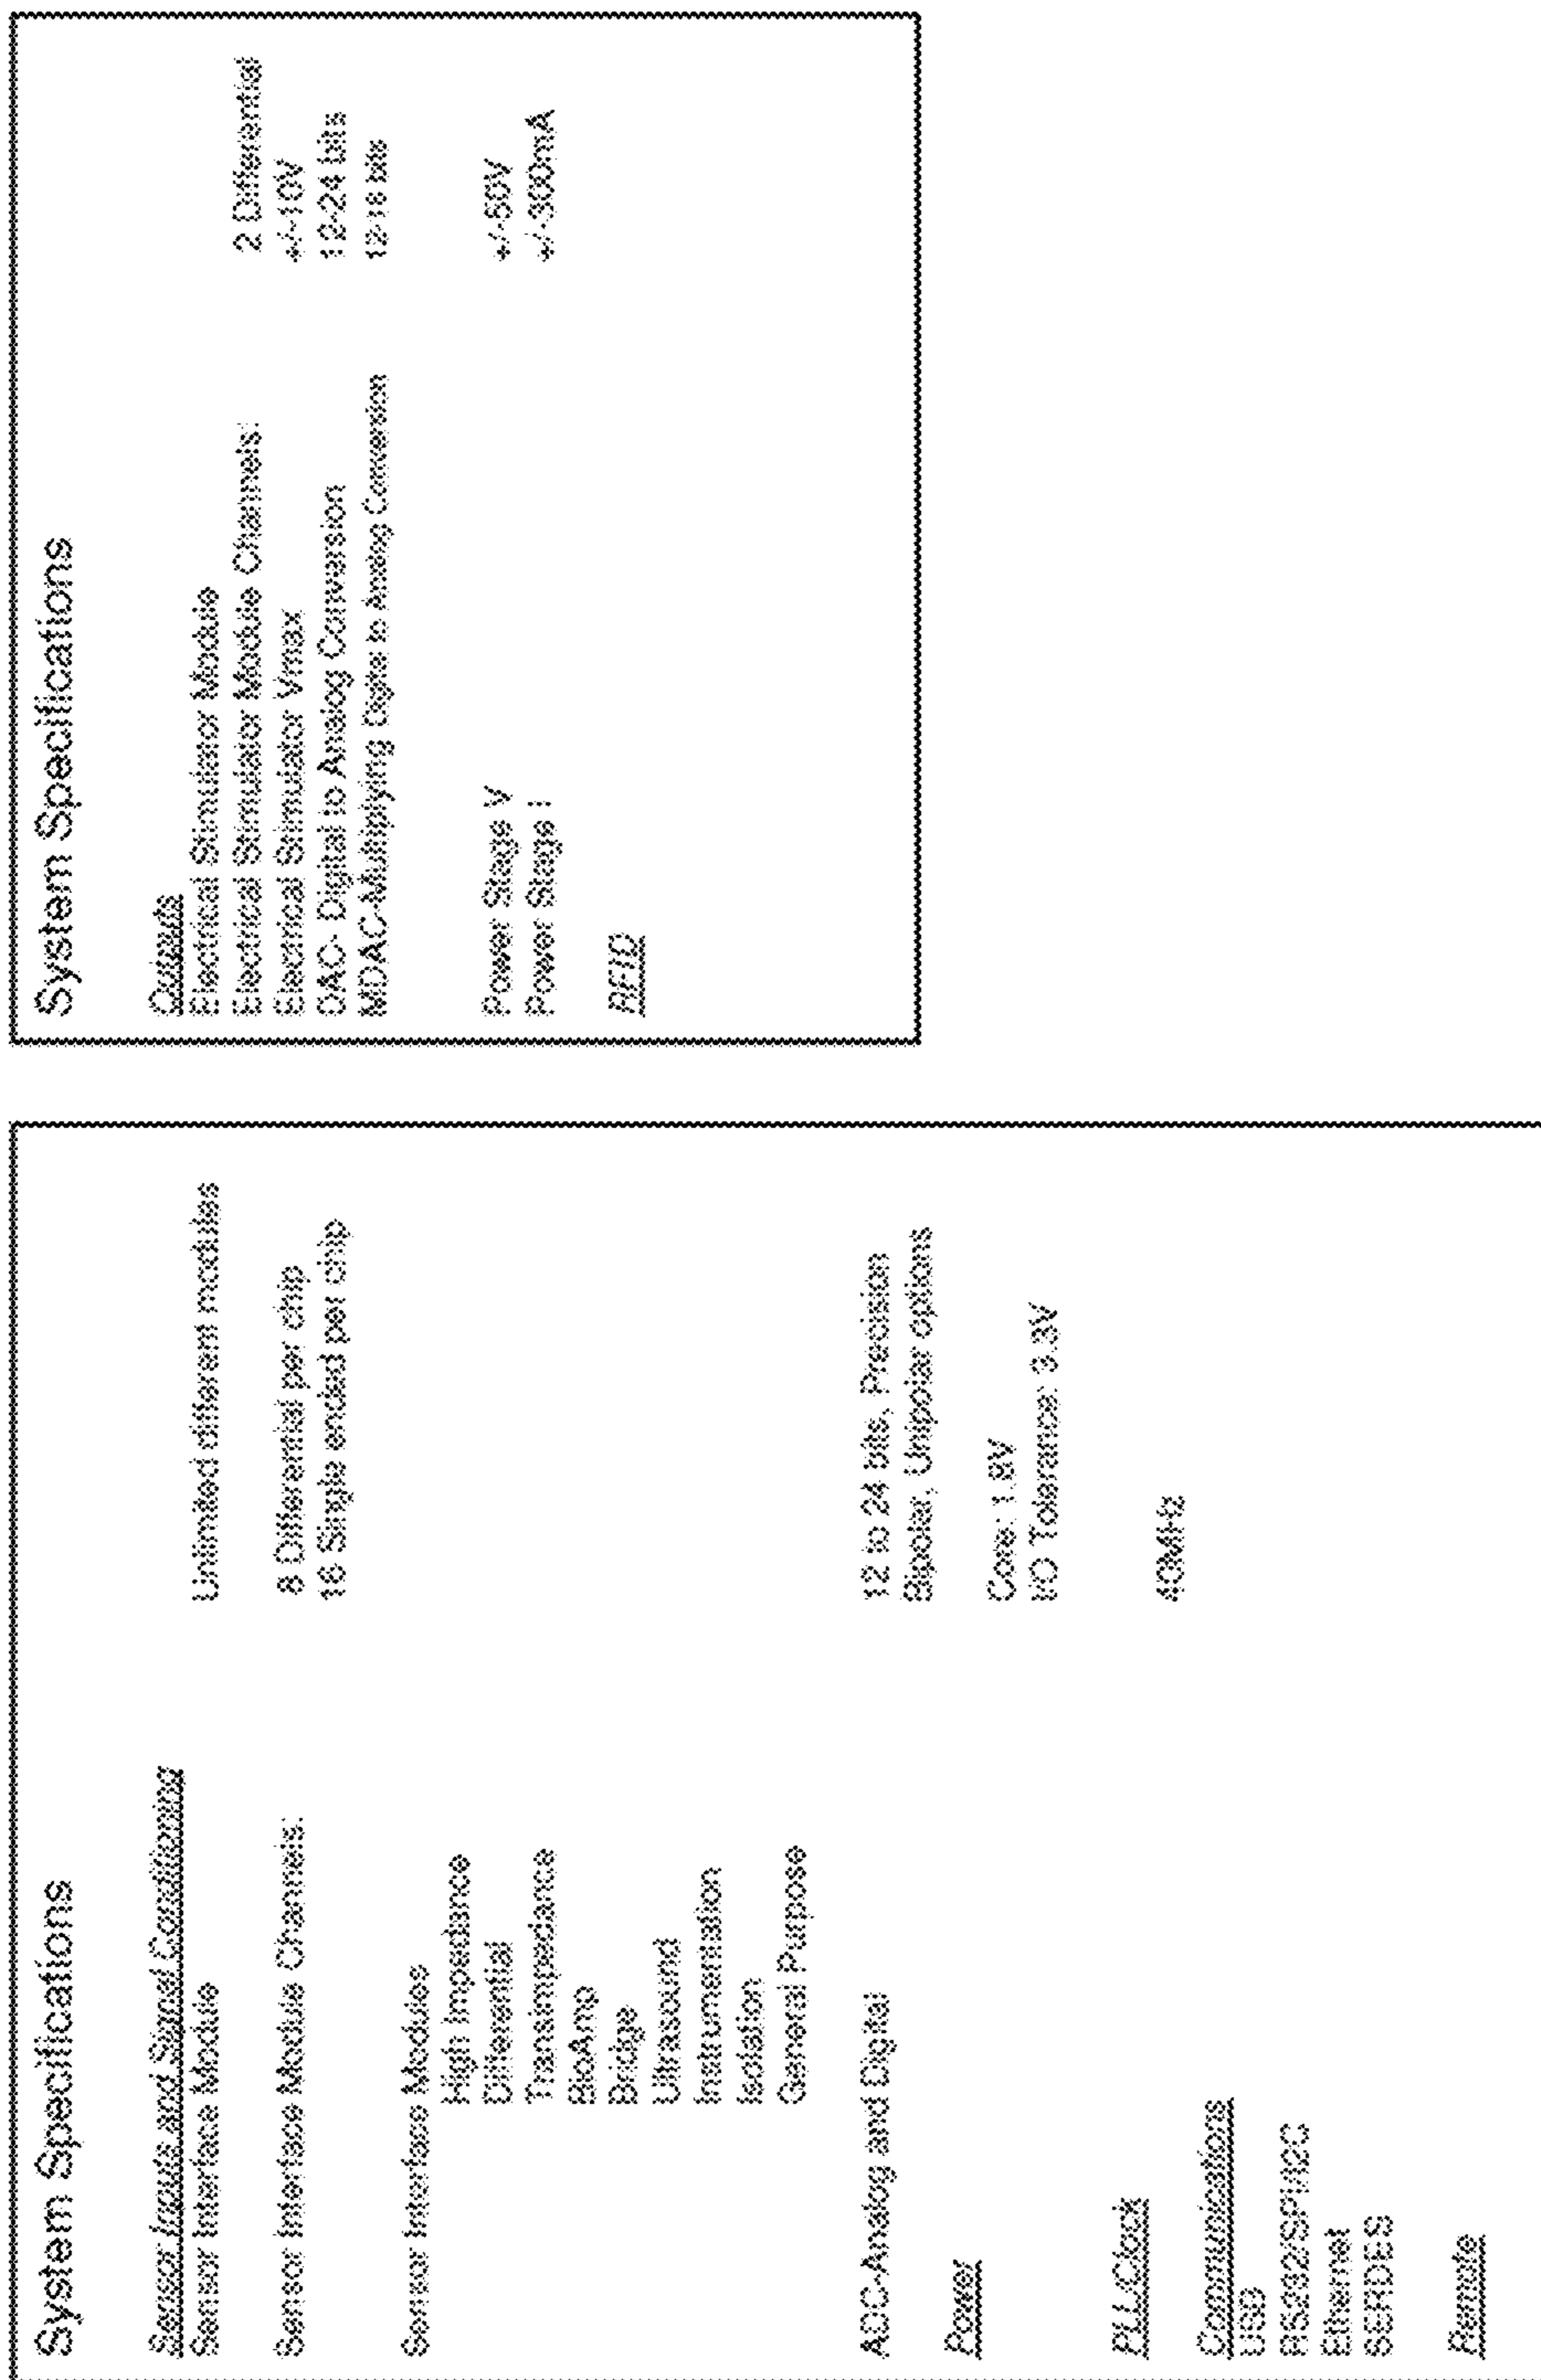 System Specifications
Sensor Inputs and Signal Conditioning
Sensor Interface Module Unlimited different modules
Sensor Interface Module Channels: 8 Differential per chip
16 Single ended per chip
Sensor Interface Modules
High Impedance
Differential
Transimpedance
BioAmp
Bridge
Ultrasound
Instrumentation
Isolation
General Purpose
ADC-Analog and Digital 12 to 24 bits, Precision
Bipolar, Unipolar options
Power Core: 1.8V
I/O Tolerance: 3.3V
PLL/Clock 40MHz
Communications
USB
RS232/SPI/I2C
Ethernet
SERDES
Remote
System Specifications
Outputs
Electrical Stimulator Module
Electrical Stimulator Module Channels: 2 Differential
Electrical Stimulator Vmax +/-10V
DAC- Digital to Analog Conversion 12-24 bits
MDAC-Multiplying Digital to Analog Conversion 12-16 bits
Power Stage V +/-50V
Power Stage I +/-300mA
RFID